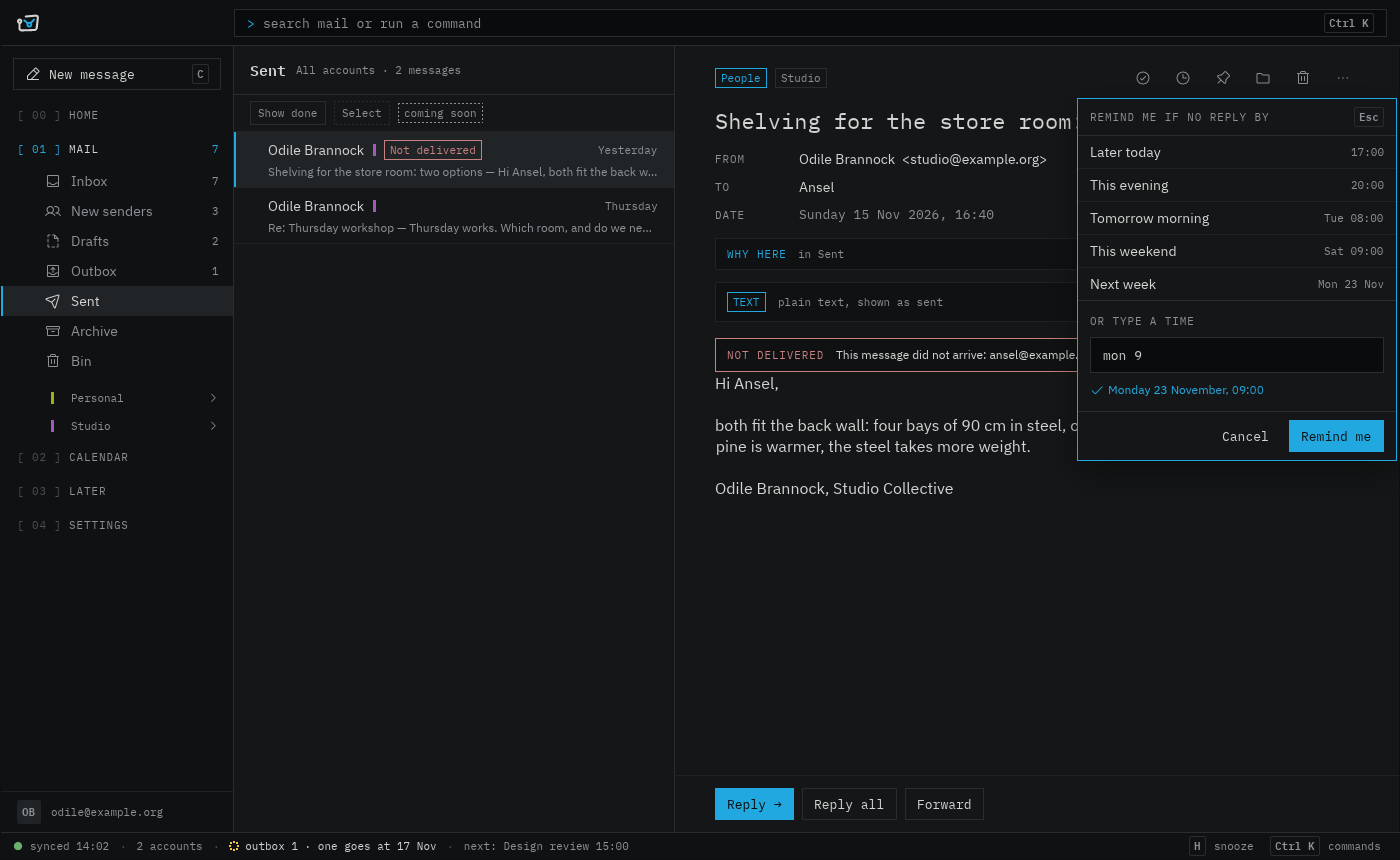 > search mail or run a command
Ctrl K
New message
C
[ 00 ] HOME
[ 01 ] MAIL 7
Inbox 7
New senders 3
Drafts 2
Outbox 1
Sent
Archive
Bin
Personal
Studio
[ 02 ] CALENDAR
[ 03 ] LATER
[ 04 ] SETTINGS
OB odile@example.org
Sent All accounts · 2 messages
Show done Select coming soon
Odile Brannock Not delivered Yesterday
Shelving for the store room: two options — Hi Ansel, both fit the back w…
Odile Brannock Thursday
Re: Thursday workshop — Thursday works. Which room, and do we ne…
People Studio
Shelving for the store room
FROM Odile Brannock <studio@example.org>
TO Ansel
DATE Sunday 15 Nov 2026, 16:40
WHY HERE in Sent
TEXT plain text, shown as sent
NOT DELIVERED This message did not arrive: ansel@example.
Hi Ansel,
both fit the back wall: four bays of 90 cm in steel,
pine is warmer, the steel takes more weight.
Odile Brannock, Studio Collective
REMIND ME IF NO REPLY BY Esc
Later today 17:00
This evening 20:00
Tomorrow morning Tue 08:00
This weekend Sat 09:00
Next week Mon 23 Nov
OR TYPE A TIME
mon 9
Monday 23 November, 09:00
Cancel Remind me
Reply → Reply all Forward
synced 14:02 · 2 accounts · outbox 1 · one goes at 17 Nov · next: Design review 15:00
H snooze Ctrl K commands